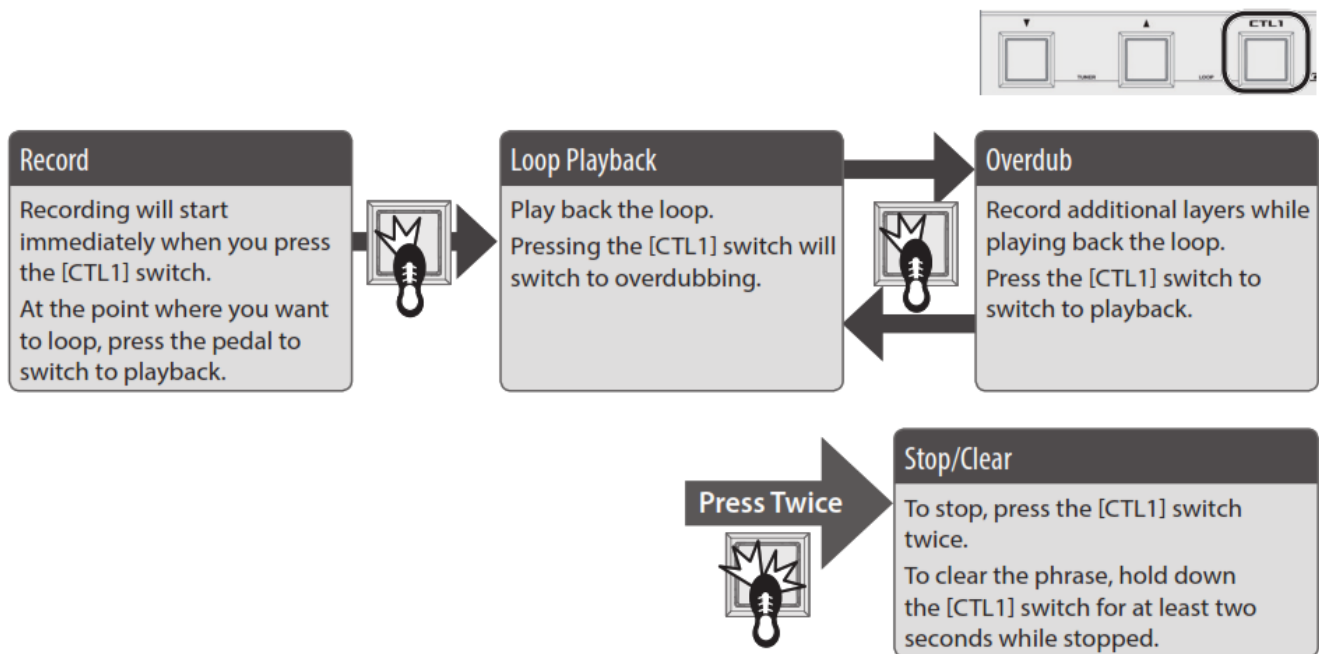 ▼
▲
CTL1
TUNER
LOOP
Record
Recording will start
immediately when you press
the [CTL1] switch.
At the point where you want
to loop, press the pedal to
switch to playback.
Loop Playback
Play back the loop.
Pressing the [CTL1] switch will
switch to overdubbing.
Overdub
Record additional layers while
playing back the loop.
Press the [CTL1] switch to
switch to playback.
Press Twice
Stop/Clear
To stop, press the [CTL1] switch
twice.
To clear the phrase, hold down
the [CTL1] switch for at least two
seconds while stopped.